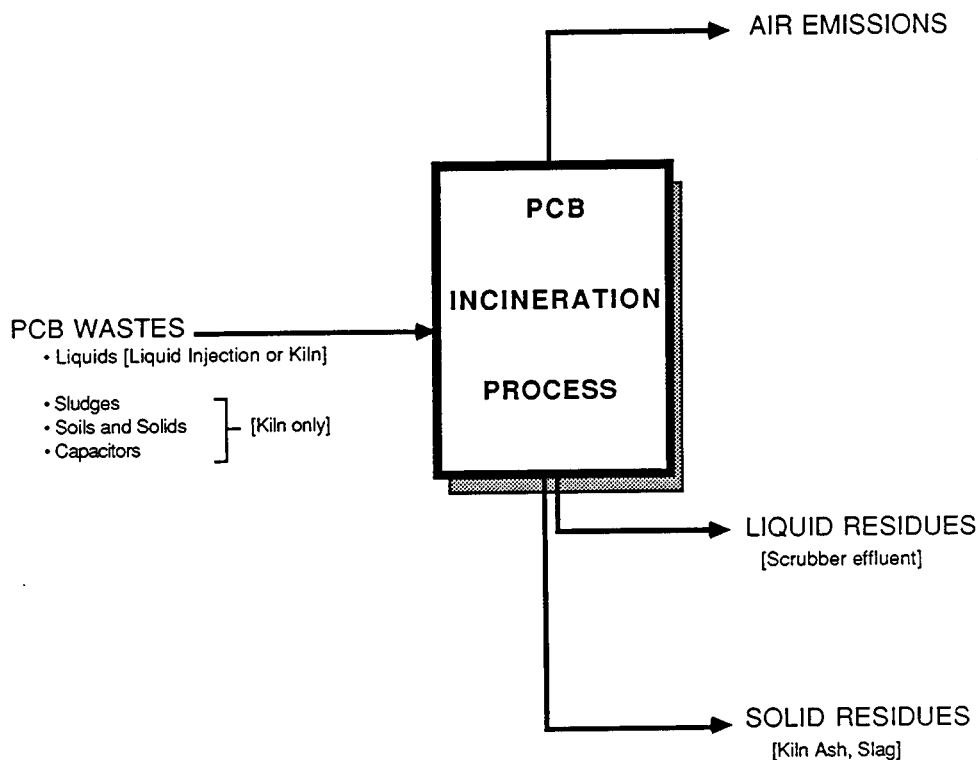 AIR EMISSIONS
PCB
INCINERATION
PROCESS
PCB WASTES
• Liquids [Liquid Injection or Kiln]
• Sludges
• Soils and Solids
• Capacitors
[Kiln only]
LIQUID RESIDUES
[Scrubber effluent]
SOLID RESIDUES
[Kiln Ash, Slag]